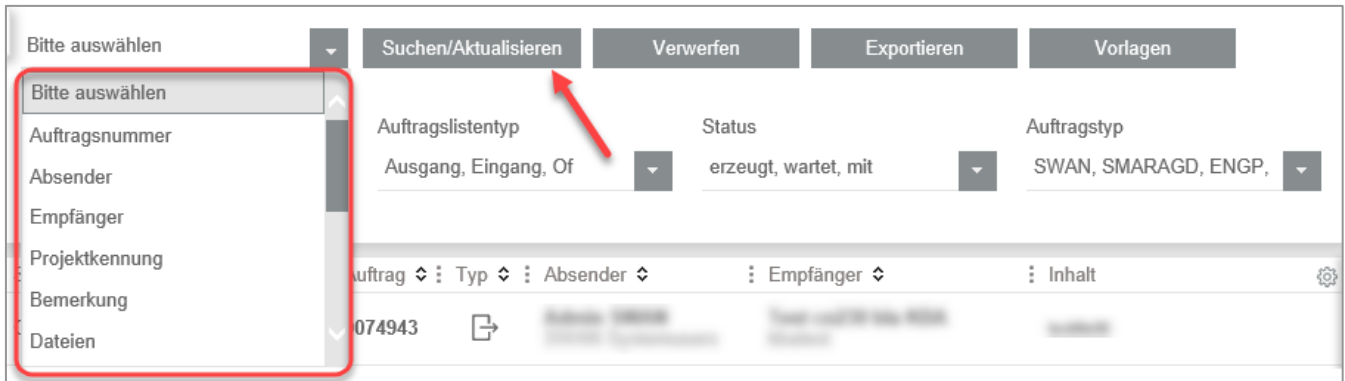 Bitte auswählen
Suchen/Aktualisieren
Verwerfen
Exportieren
Vorlagen
Bitte auswählen
Auftragsnummer
Absender
Empfänger
Projektkennung
Bemerkung
Dateien
Auftragslistentyp
Status
Auftragstyp
Ausgang, Eingang, Of
erzeugt, wartet, mit
SWAN, SMARAGD, ENGP,
uftrag Typ Absender Empfänger Inhalt
074943